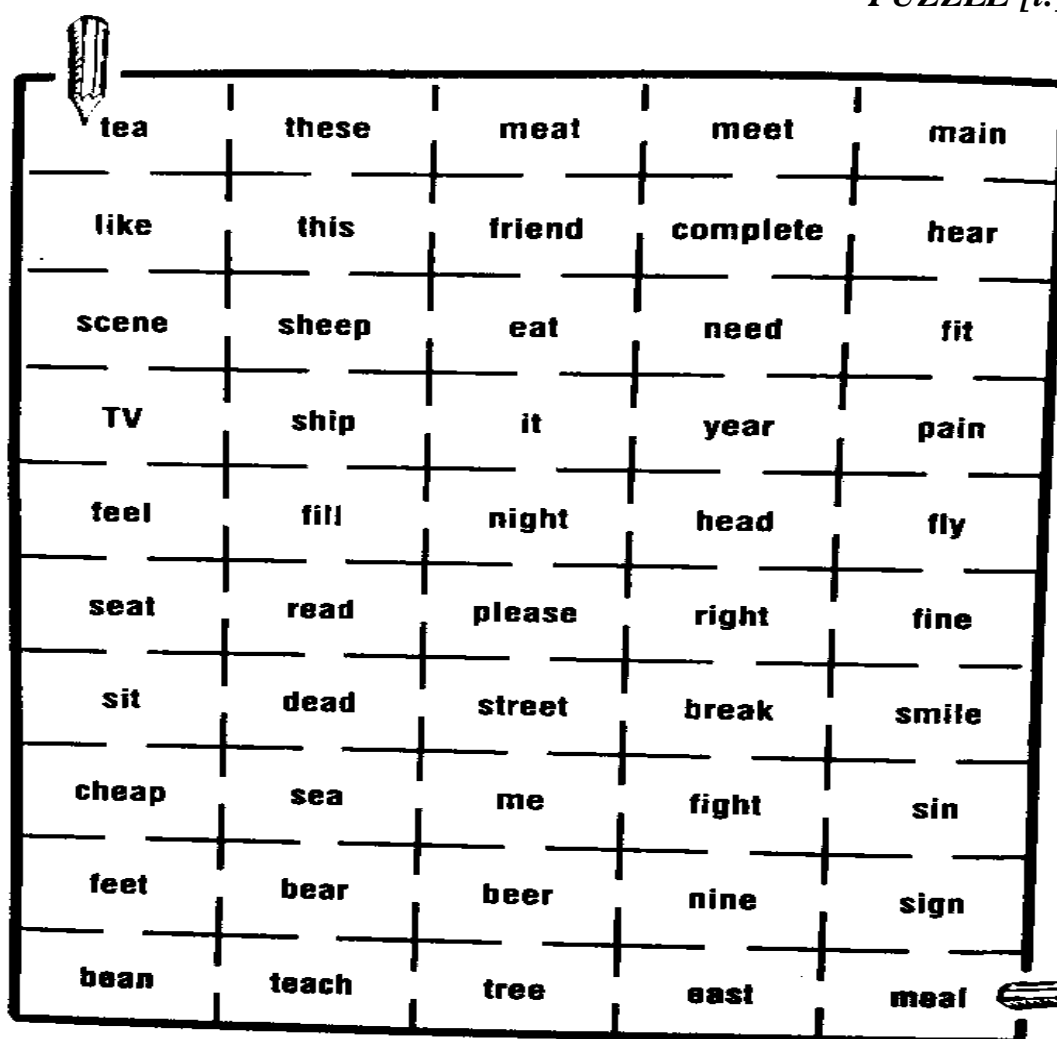 PUZZLE [i:]
tea these meat meet main
like this friend complete hear
scene sheep eat need fit
TV ship it year pain
feel fill night head fly
seat read please right fine
sit dead street break smile
cheap sea me fight sin
feet bear beer nine sign
bean teach tree east meal